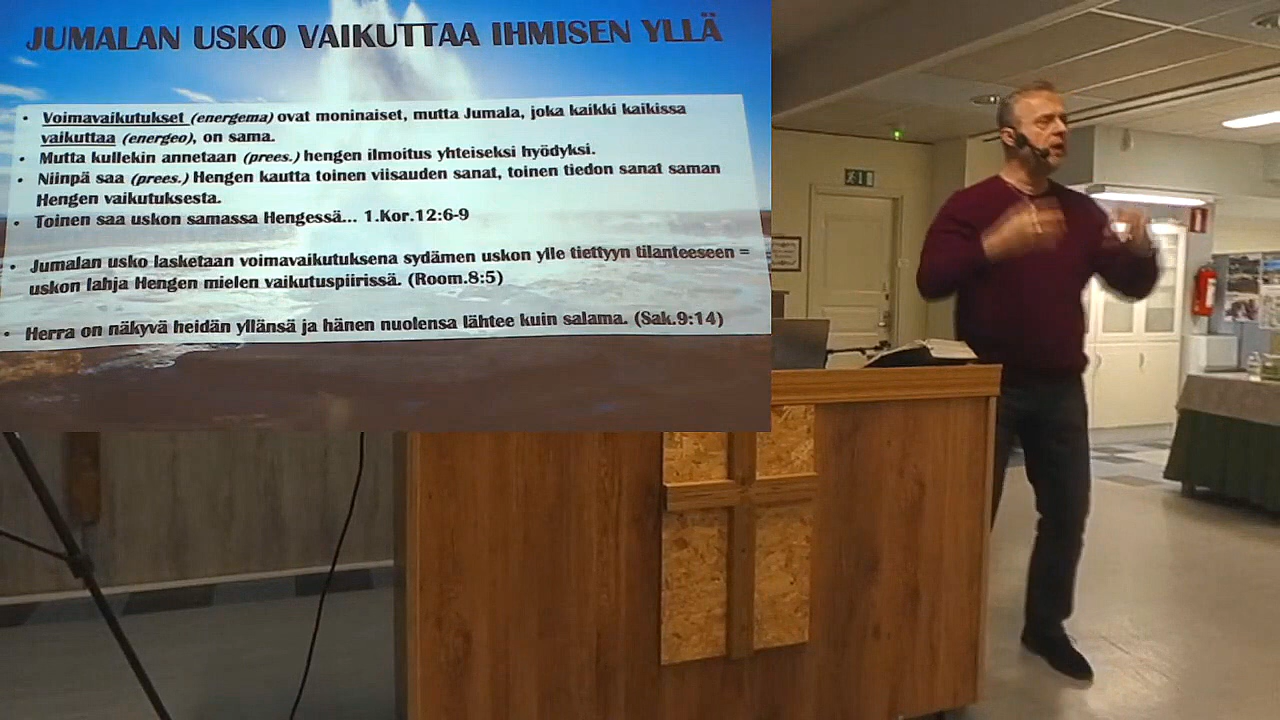 JUMALAN USKO VAIKUTTAA IHMISEN YLLÄ
• Voimavaikutukset (energema) ovat moninaiset, mutta Jumala, joka kaikki kaikissa
vaikuttaa (energeo), on sama.
• Mutta kullekin annetaan (prees.) hengen ilmoitus yhteiseksi hyödyksi.
• Niinpä saa (prees.) Hengen kautta toinen viisauden sanat, toinen tiedon sanat saman
Hengen vaikutuksesta.
• Toinen saa uskon samassa Hengessä... 1.Kor.12:6-9
• Jumalan usko lasketaan voimavaikutuksena sydämen uskon ylle tiettyyn tilanteeseen =
uskon lahja Hengen mielen vaikutuspiirissä. (Room.8:5)
• Herra on näkyvä heidän yllänsä ja hänen nuolensa lähtee kuin salama. (Sak.9:14)